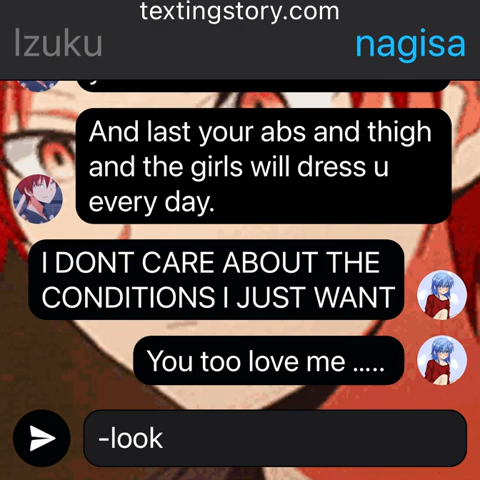 textingstory.com
Izuku
nagisa
And last your abs and thigh
and the girls will dress u
every day.
I DONT CARE ABOUT THE
CONDITIONS I JUST WANT
You too love me .....
-look